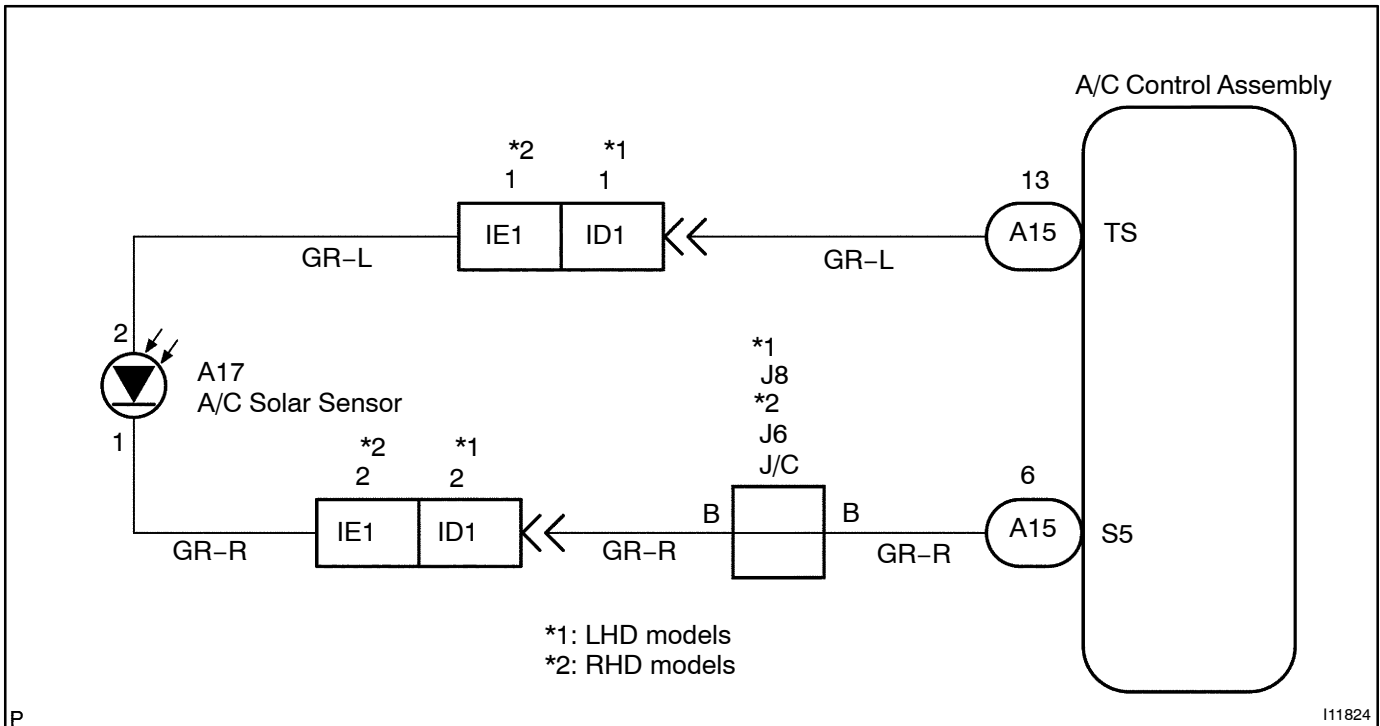 A/C Control Assembly
*2 *1
1 1
13
IE1 ID1
A15 TS
GR−L GR−L
2
A17
A/C Solar Sensor
1
*1
J8
*2
J6
J/C
*2 *1
2 2
6
B B
IE1 ID1
A15 S5
GR−R GR−R GR−R
*1: LHD models
*2: RHD models
P
I11824